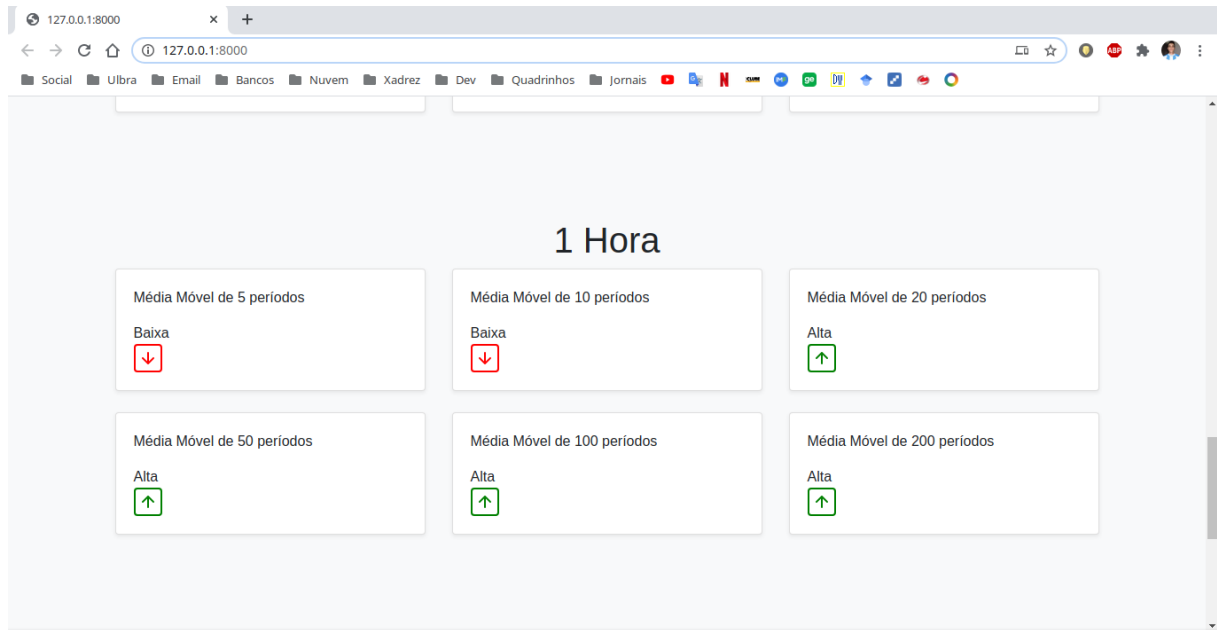 127.0.0.1:8000
127.0.0.1:8000
ABP
Social Ulbra Email Bancos Nuvem Xadrez Dev Quadrinhos Jornais
1 Hora
Média Móvel de 5 períodos
Baixa
Média Móvel de 10 períodos
Baixa
Média Móvel de 20 períodos
Alta
Média Móvel de 50 períodos
Alta
Média Móvel de 100 períodos
Alta
Média Móvel de 200 períodos
Alta